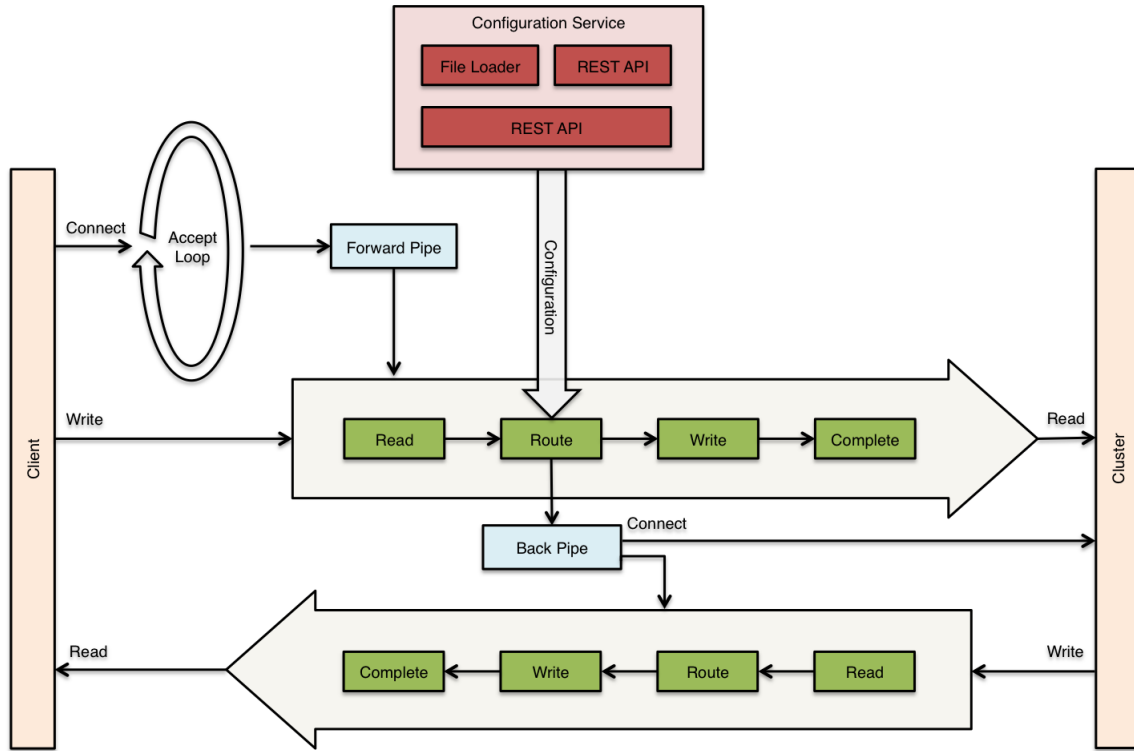 Configuration Service
File Loader
REST API
REST API
Connect
Accept
Loop
Forward Pipe
Configuration
Client
Write
Read
Route
Write
Complete
Read
Cluster
Back Pipe
Connect
Read
Complete
Write
Route
Read
Write